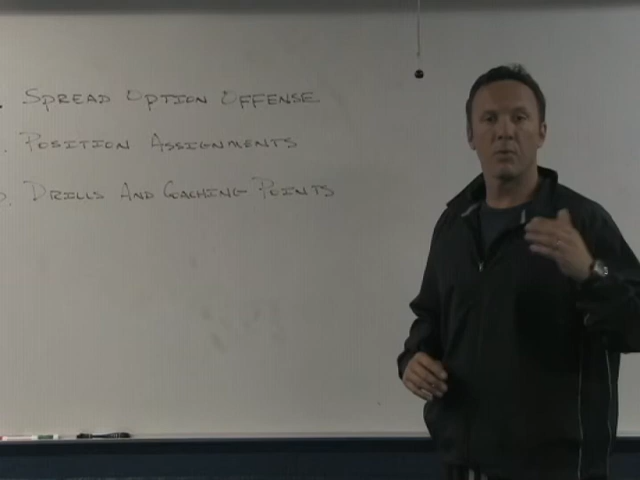 . Spread Option Offense
. Position Assignments
. Drills And Coaching Points